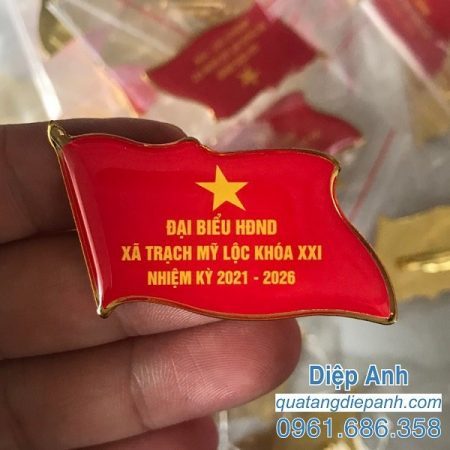 ĐẠI BIỂU HĐND
XÃ TRẠCH MỸ LỘC KHÓA XXI
NHIỆM KỲ 2021 - 2026
Diệp Anh
quatangdiepanh.com
0961.686.358